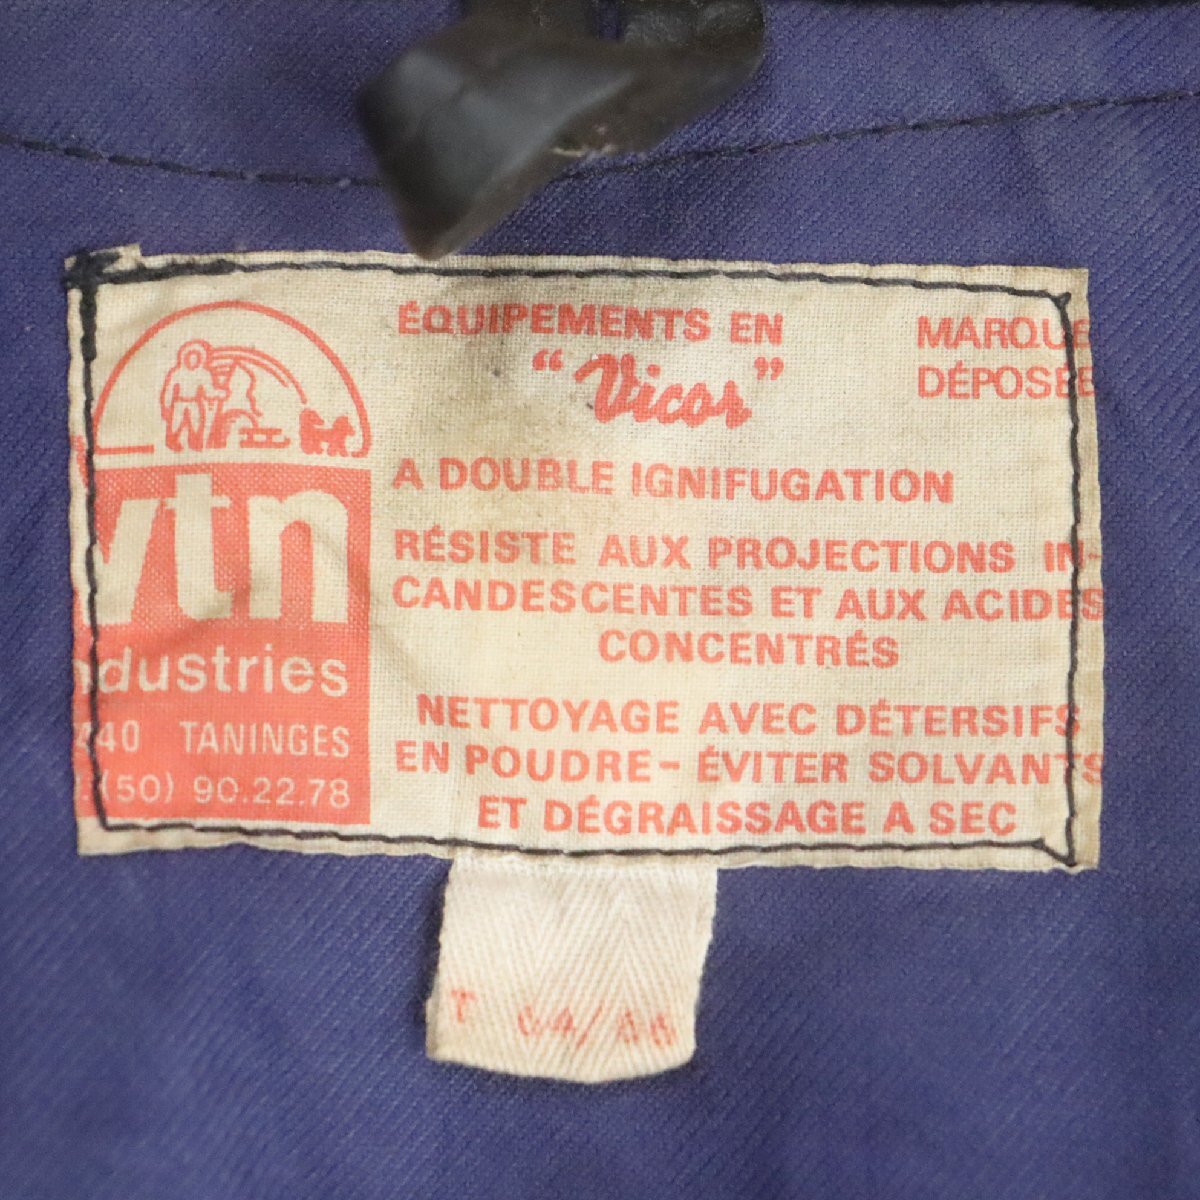 ÉQUIPEMENTS EN
"Vicor"
MARQUE
DÉPOSÉE
A DOUBLE IGNIFUGATION
RÉSISTE AUX PROJECTIONS IN-
CANDESCENTES ET AUX ACIDES
CONCENTRÉS
NETTOYAGE AVEC DÉTERSIFS
EN POUDRE- ÉVITER SOLVANTS
ET DÉGRAISSAGE A SEC
vtn
ndustries
740 TANINGES
(50) 90.22.78
T